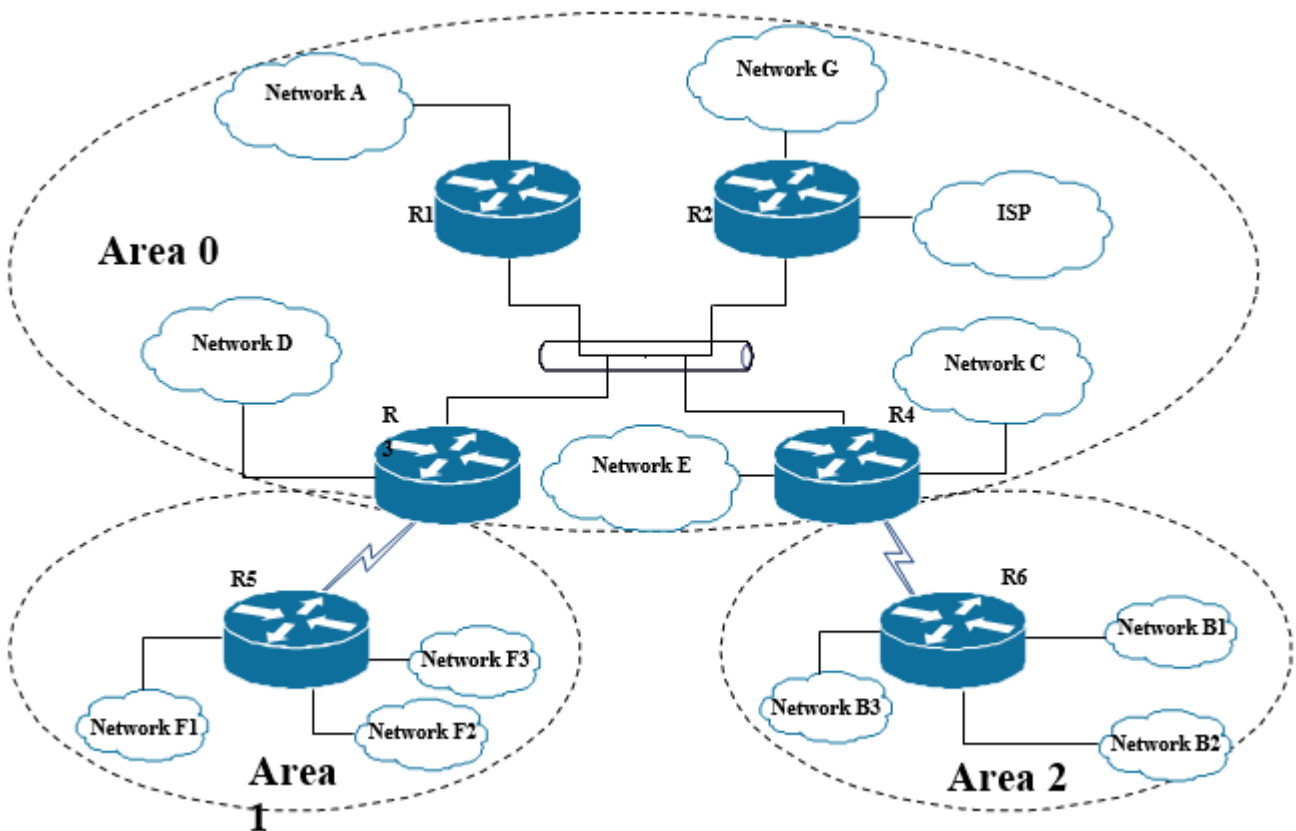 Network A
Network G
R1
R2
ISP
Area 0
Network D
Network C
R
3
R4
Network E
R5
R6
Network F3
Network F1
Network F2
Network B1
Network B3
Network B2
Area
1
Area 2